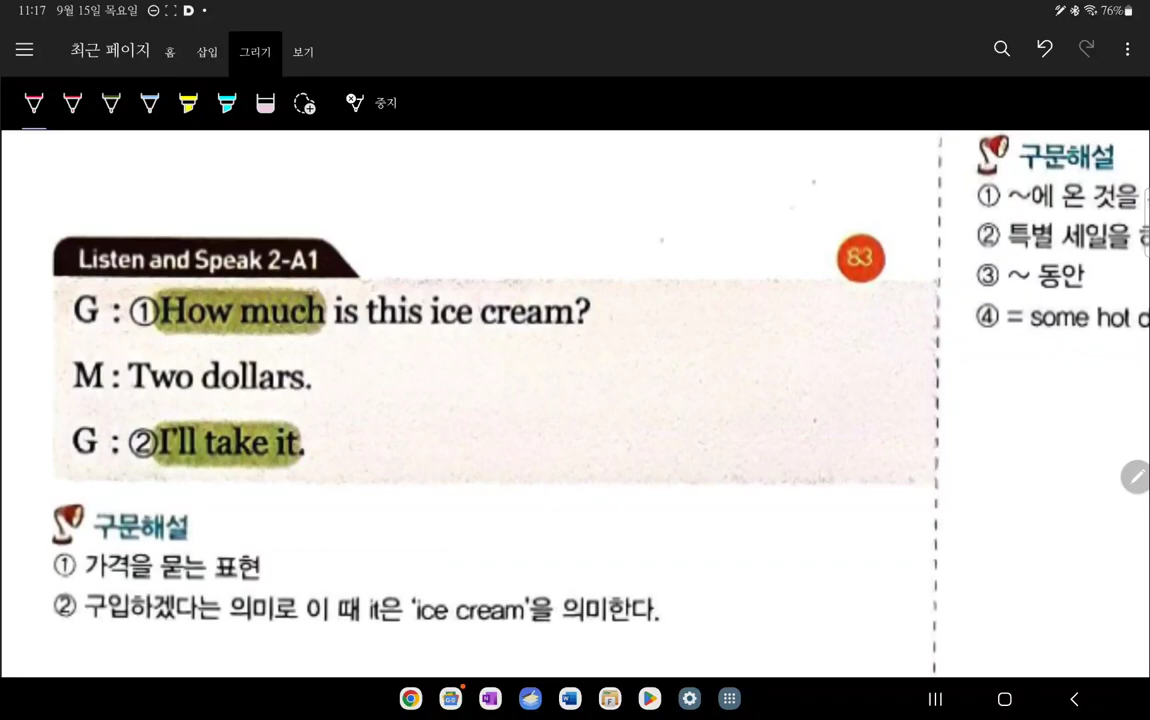 11:17 9월 15일 목요일
76%
최근 페이지 홈 삽입 그리기 보기
중지
Listen and Speak 2-A1
83
G : ①How much is this ice cream?
M : Two dollars.
G : ②I'll take it.
구문해설
① 가격을 묻는 표현
② 구입하겠다는 의미로 이 때 it은 'ice cream'을 의미한다.
구문해설
① ~에 온 것을
② 특별 세일을
③ ~ 동안
④ = some hot